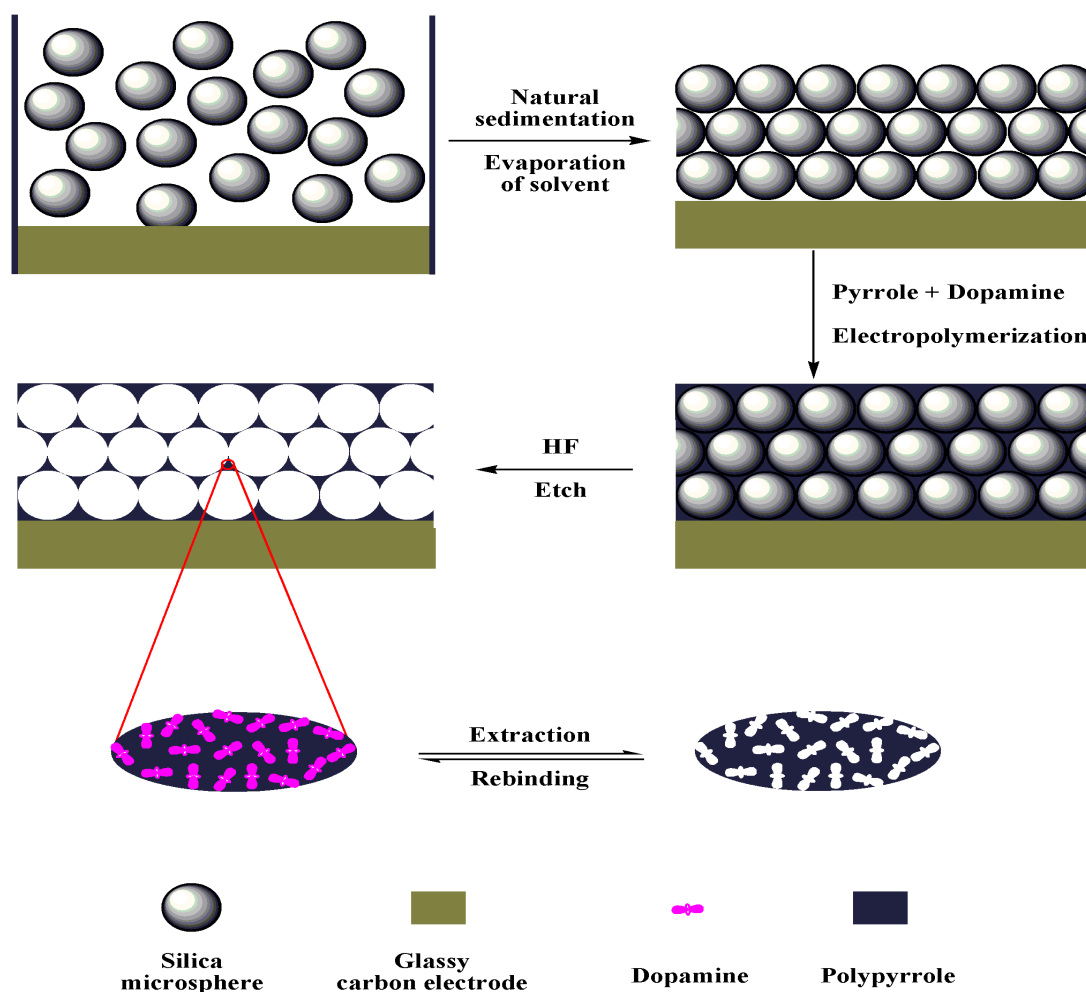 Natural
sedimentation
Evaporation
of solvent
Pyrrole + Dopamine
Electropolymerization
HF
Etch
Extraction
Rebinding
Silica
microsphere
Glassy
carbon electrode
Dopamine
Polypyrrole